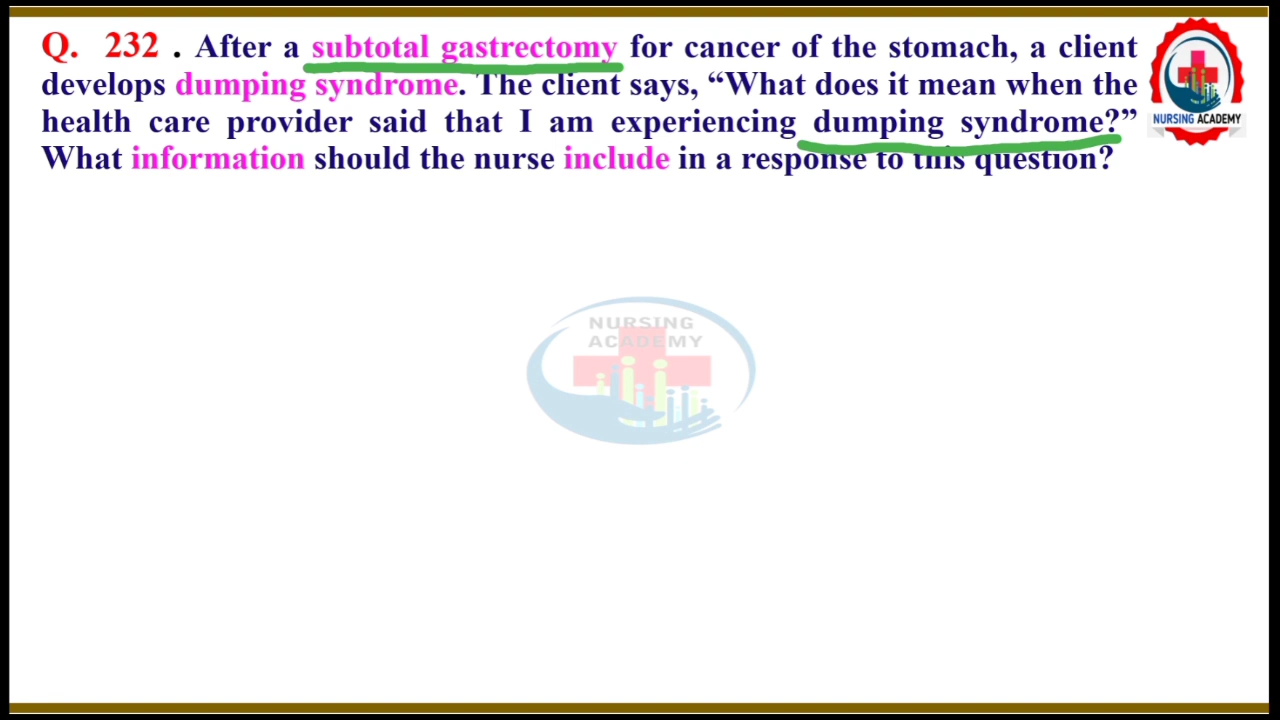 Q. 232 . After a subtotal gastrectomy for cancer of the stomach, a client
develops dumping syndrome. The client says, “What does it mean when the
health care provider said that I am experiencing dumping syndrome?”
What information should the nurse include in a response to this question?
NURSING ACADEMY
NURSING
ACADEMY